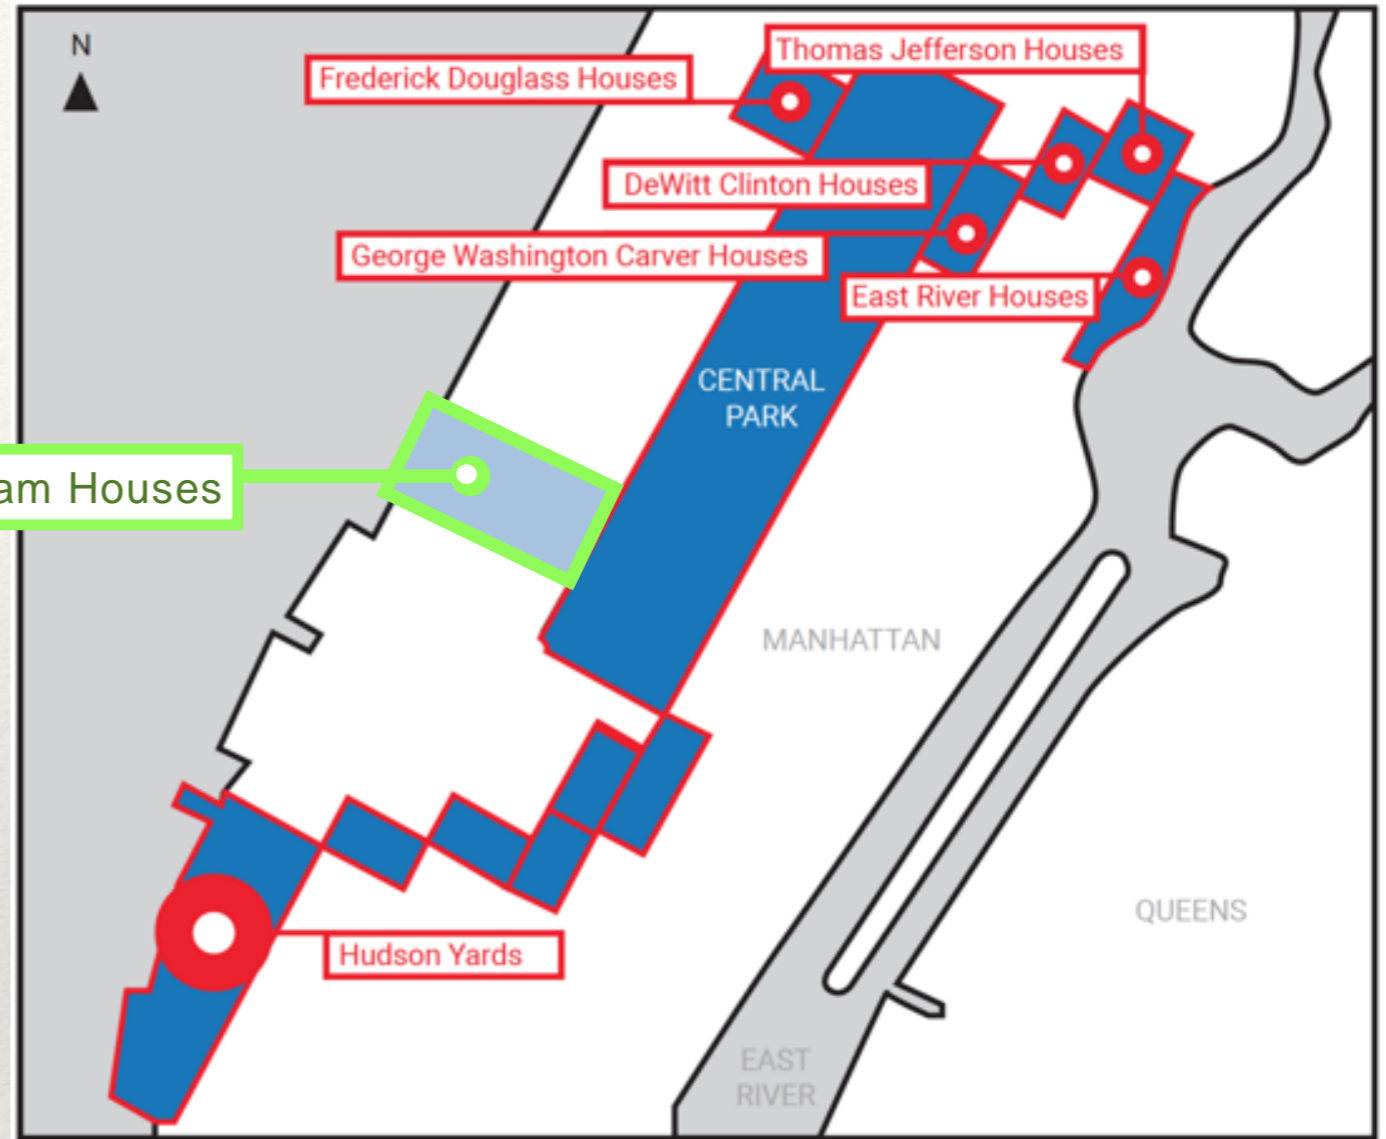 N
Thomas Jefferson Houses
Frederick Douglass Houses
DeWitt Clinton Houses
George Washington Carver Houses
East River Houses
CENTRAL
PARK
am Houses
MANHATTAN
QUEENS
Hudson Yards
EAST
RIVER